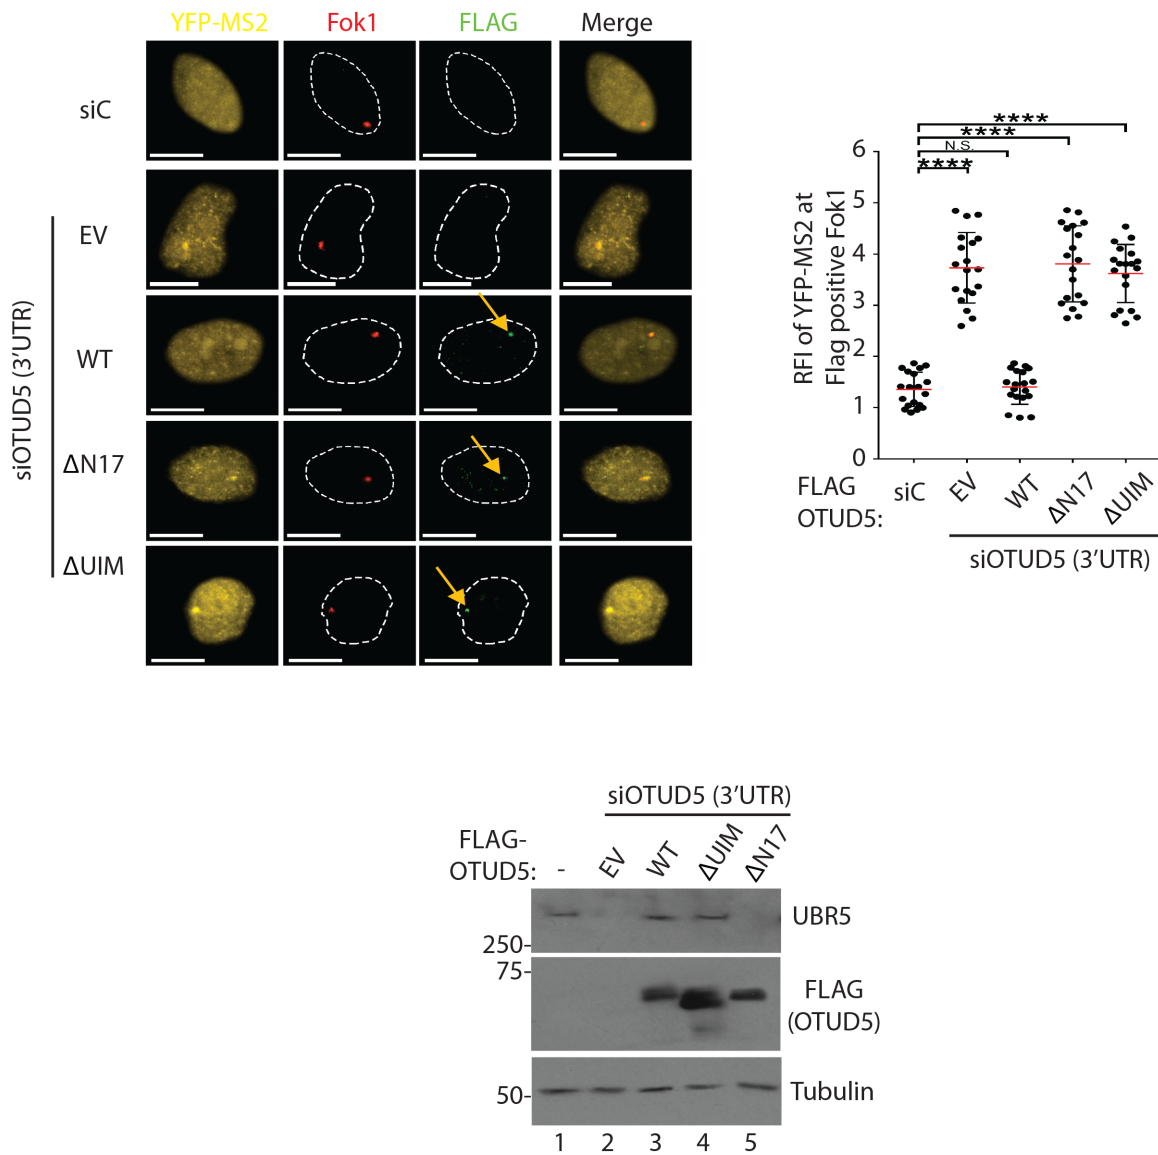 YFP-MS2 Fok1 FLAG Merge
siC
EV
WT
ΔN17
ΔUIM
siOTUD5 (3’UTR)
****
****
N.S.
****
RFI of YFP-MS2 at
Flag positive Fok1
6
5
4
3
2
1
0
FLAG
OTUD5:
siC EV WT ΔN17 ΔUIM
siOTUD5 (3’UTR)
siOTUD5 (3’UTR)
FLAG-
OTUD5: - EV WT ΔUIM ΔN17
UBR5
250-
75-
FLAG
(OTUD5)
50-
Tubulin
1 2 3 4 5